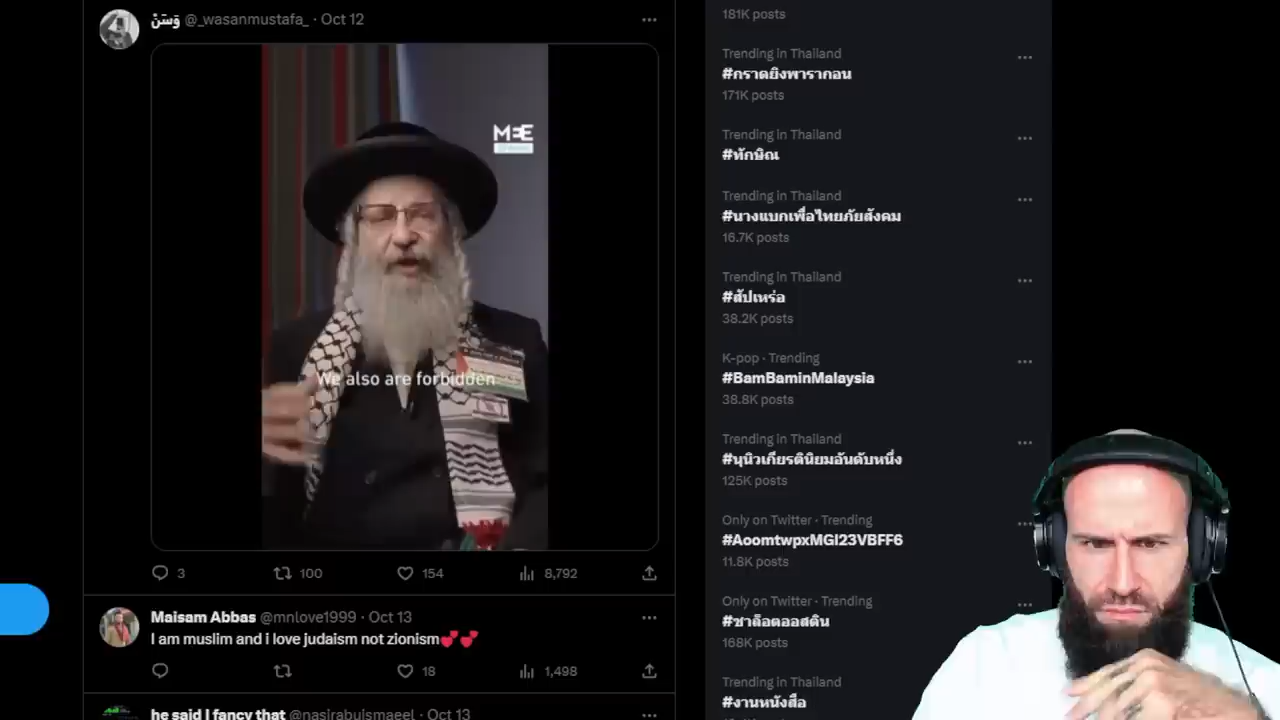 وَسَنْ @_wasanmustafa_ · Oct 12
MEE
We also are forbidden
3 100 154 8,792
Maisam Abbas @mnlove1999 · Oct 13
I am muslim and i love judaism not zionism💕💕
18 1,498
he said I fancy that @nasirabuismaeel · Oct 13
181K posts
Trending in Thailand
#กราดยิงพารากอน
171K posts
Trending in Thailand
#ทักษิณ
Trending in Thailand
#นางแบกเพื่อไทยภัยสังคม
16.7K posts
Trending in Thailand
#สัปเหร่อ
38.2K posts
K-pop · Trending
#BamBaminMalaysia
38.8K posts
Trending in Thailand
#นุนิวเกียรตินิยมอันดับหนึ่ง
125K posts
Only on Twitter · Trending
#AoomtwpxMGI23VBFF6
11.8K posts
Only on Twitter · Trending
#ชาล็อตออสติน
168K posts
Trending in Thailand
#งานหนังสือ